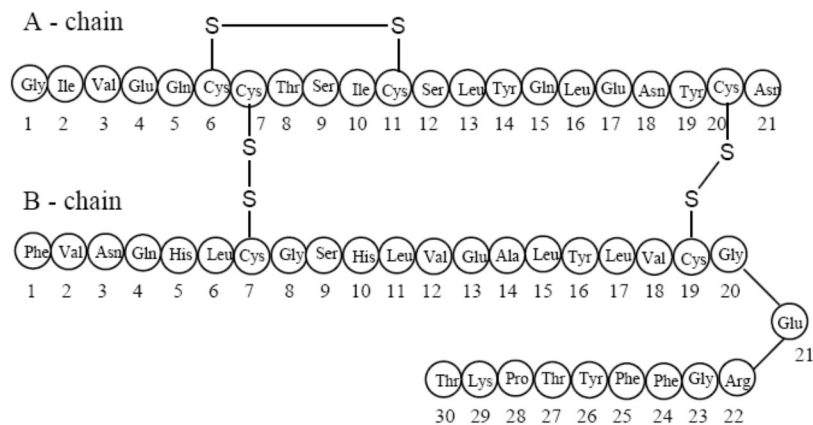 A - chain
S S
Gly Ile Val Glu Gln Cys Cys Thr Ser Ile Cys Ser Leu Tyr Gln Leu Glu Asn Tyr Cys Asn
1 2 3 4 5 6 7 8 9 10 11 12 13 14 15 16 17 18 19 20 21
S S
S S
B - chain
Phe Val Asn Gln His Leu Cys Gly Ser His Leu Val Glu Ala Leu Tyr Leu Val Cys Gly
1 2 3 4 5 6 7 8 9 10 11 12 13 14 15 16 17 18 19 20
Glu
21
Thr Lys Pro Thr Tyr Phe Phe Gly Arg
30 29 28 27 26 25 24 23 22